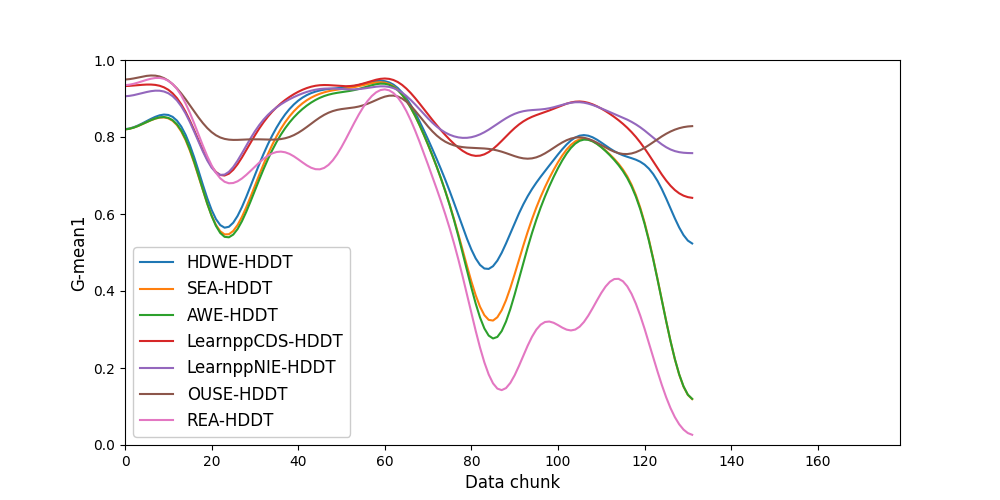 1.0
0.8
0.6
0.4
0.2
0.0
G-mean1
HDWE-HDDT
SEA-HDDT
AWE-HDDT
LearnppCDS-HDDT
LearnppNIE-HDDT
OUSE-HDDT
REA-HDDT
0 20 40 60 80 100 120 140 160
Data chunk